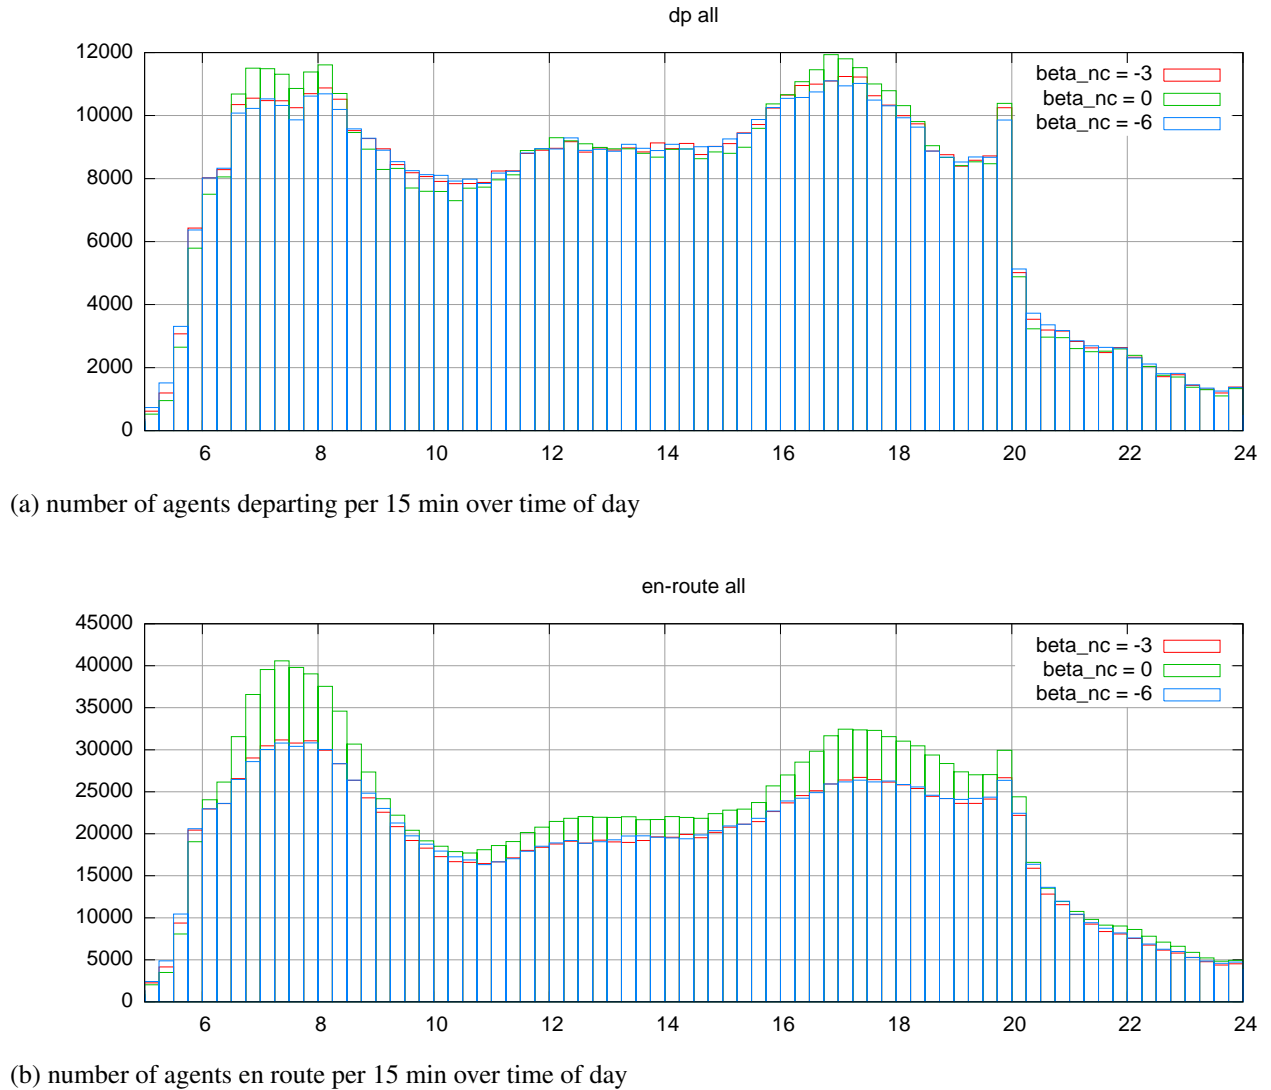 dp all
12000
10000
8000
6000
4000
2000
0
beta_nc = -3
beta_nc = 0
beta_nc = -6
6 8 10 12 14 16 18 20 22 24
(a) number of agents departing per 15 min over time of day
en-route all
45000
40000
35000
30000
25000
20000
15000
10000
5000
0
beta_nc = -3
beta_nc = 0
beta_nc = -6
6 8 10 12 14 16 18 20 22 24
(b) number of agents en route per 15 min over time of day